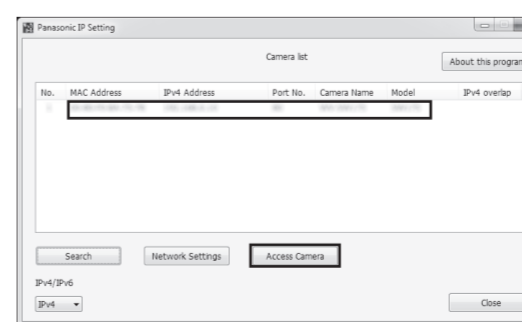 Panasonic IP Setting
Camera list
About this program
No. MAC Address IPv4 Address Port No. Camera Name Model IPv4 overlap
Search Network Settings Access Camera
IPv4/IPv6
IPv4 Close